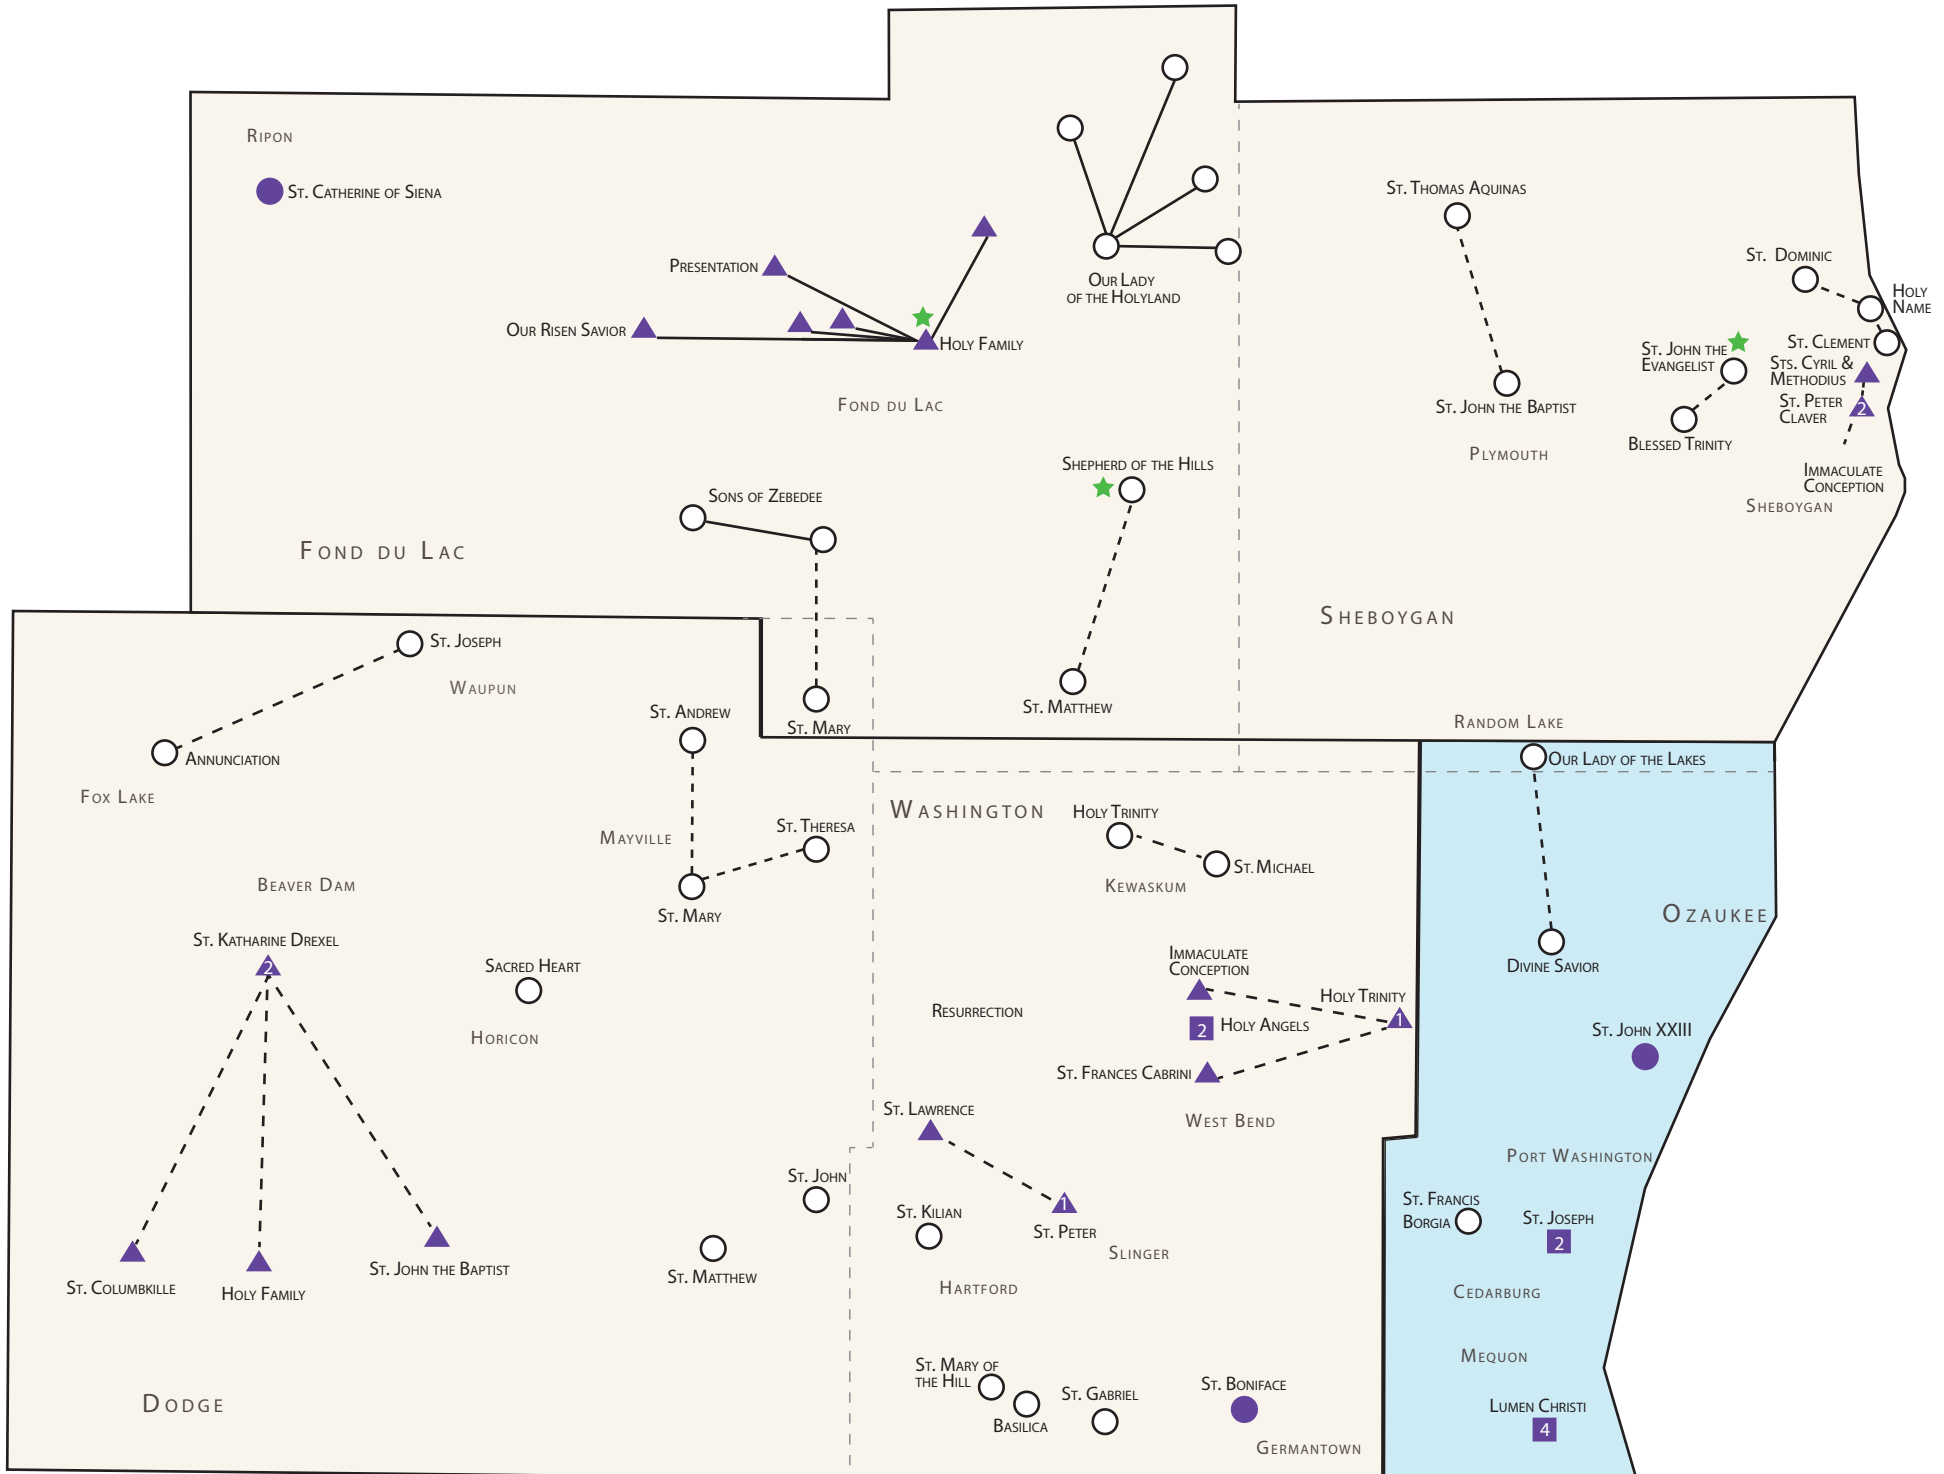 Ripon
St. Catherine of Siena
Presentation
Our Risen Savior
Holy Family
Fond du Lac
Our Lady
of the Holyland
St. Thomas Aquinas
St. John the Baptist
Plymouth
St. Dominic
Holy
Name
St. Clement
St. John the
Evangelist
Sts. Cyril &
Methodius
St. Peter
Claver
2
Blessed Trinity
Immaculate
Conception
Sheboygan
Shepherd of the Hills
Sons of Zebedee
Fond du Lac
Sheboygan
St. Joseph
Waupun
Annunciation
Fox Lake
St. Andrew
St. Mary
St. Matthew
Random Lake
Our Lady of the Lakes
Washington
Holy Trinity
St. Michael
Kewaskum
Mayville
St. Theresa
St. Mary
Beaver Dam
St. Katharine Drexel
2
Sacred Heart
Horicon
Ozaukee
Divine Savior
Immaculate
Conception
Holy Trinity
1
Resurrection
2
Holy Angels
St. Frances Cabrini
West Bend
St. John XXIII
St. Lawrence
1
St. Peter
Slinger
Port Washington
St. Francis
Borgia
St. Joseph
2
St. John
St. Kilian
Hartford
St. Matthew
St. Columbkille
Holy Family
St. John the Baptist
Cedarburg
Mequon
Dodge
St. Mary of
the Hill
Basilica
St. Gabriel
St. Boniface
Germantown
Lumen Christi
4